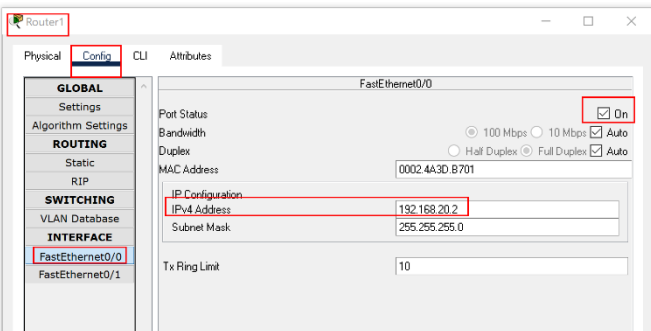 Router1
Physical Config CLI Attributes
GLOBAL
Settings
Algorithm Settings
ROUTING
Static
RIP
SWITCHING
VLAN Database
INTERFACE
FastEthernet0/0
FastEthernet0/1
FastEthernet0/0
Port Status On
Bandwidth 100 Mbps 10 Mbps Auto
Duplex Half Duplex Full Duplex Auto
MAC Address 0002.4A3D.B701
IP Configuration
IPv4 Address 192.168.20.2
Subnet Mask 255.255.255.0
Tx Ring Limit 10